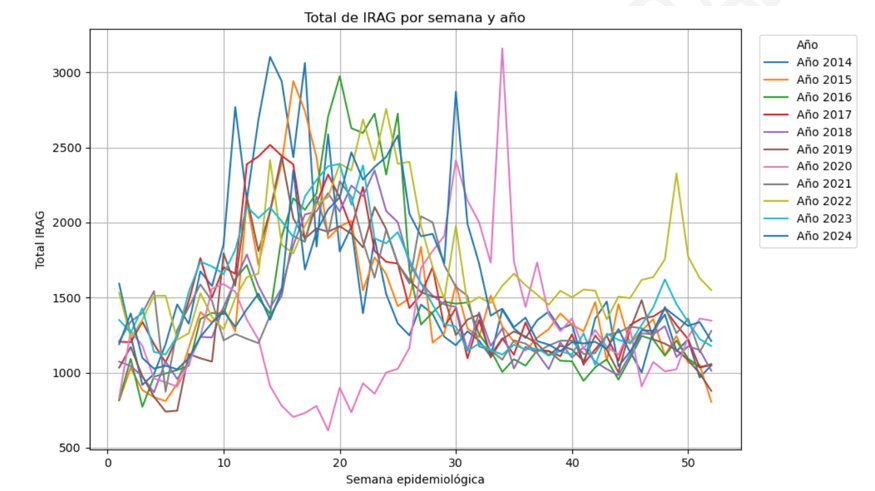 Total de IRAG por semana y año
Total IRAG
3000
2500
2000
1500
1000
500
0
10
20
30
40
50
Semana epidemiológica
Año
Año 2014
Año 2015
Año 2016
Año 2017
Año 2018
Año 2019
Año 2020
Año 2021
Año 2022
Año 2023
Año 2024